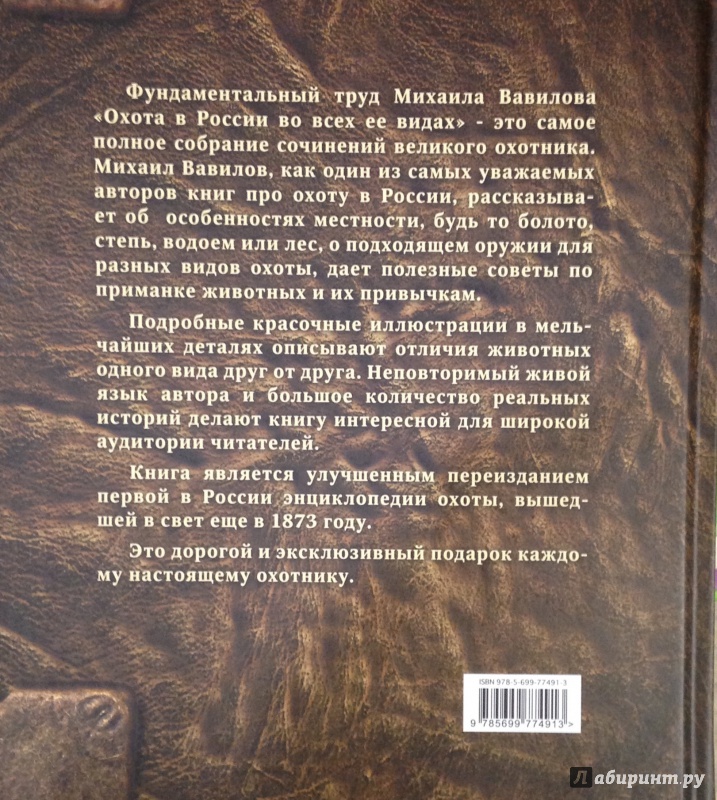 Фундаментальный труд Михаила Вавилова
«Охота в России во всех ее видах» - это самое
полное собрание сочинений великого охотника.
Михаил Вавилов, как один из самых уважаемых
авторов книг про охоту в России, рассказыва-
ет об особенностях местности, будь то болото,
степь, водоем или лес, о подходящем оружии для
разных видов охоты, дает полезные советы по
приманке животных и их привычкам.
Подробные красочные иллюстрации в мель-
чайших деталях описывают отличия животных
одного вида друг от друга. Неповторимый живой
язык автора и большое количество реальных
историй делают книгу интересной для широкой
аудитории читателей.
Книга является улучшенным переизданием
первой в России энциклопедии охоты, вышед-
шей в свет еще в 1873 году.
Это дорогой и эксклюзивный подарок каждо-
му настоящему охотнику.
ISBN 978-5-699-77491-3
9 785699 774913>
Лабиринт.ру